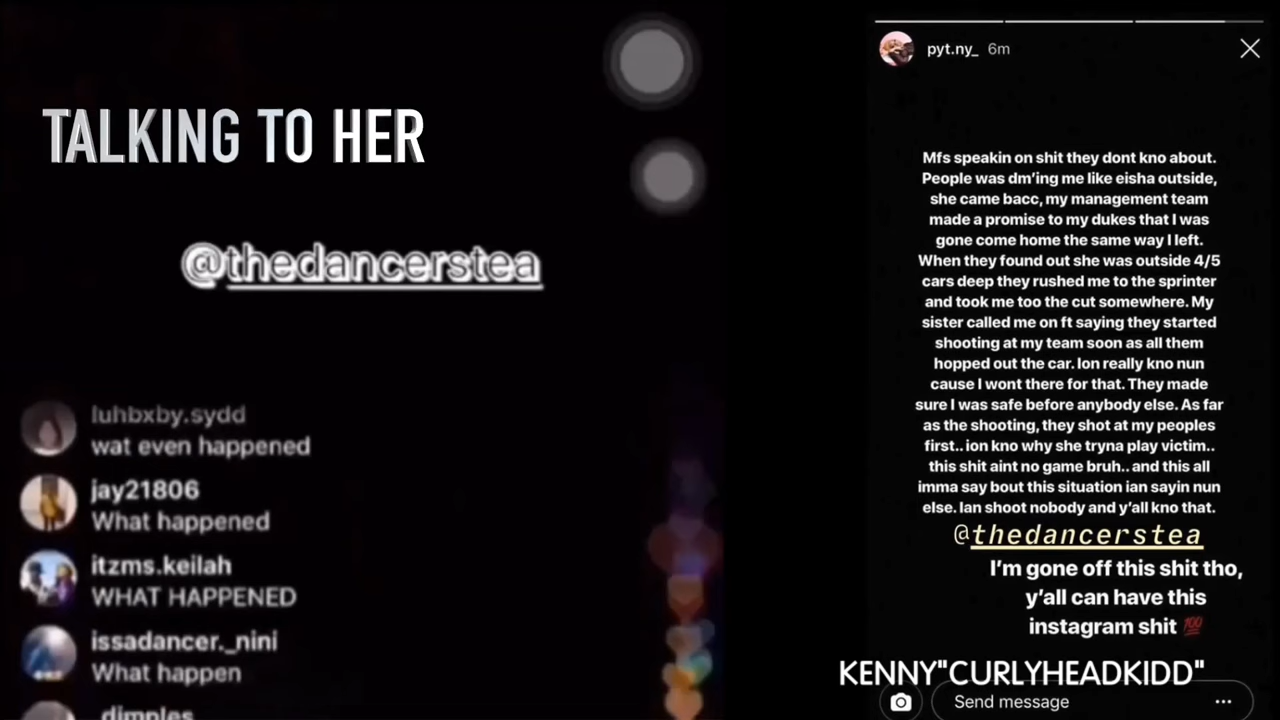 TALKING TO HER
@thedancerstea
luhbxby.sydd
wat even happened
jay21806
What happened
itzms.keilah
WHAT HAPPENED
issadancer._nini
What happen
_dimples
pyt.ny_ 6m
Mfs speakin on shit they dont kno about.
People was dm'ing me like eisha outside,
she came bacc, my management team
made a promise to my dukes that I was
gone come home the same way I left.
When they found out she was outside 4/5
cars deep they rushed me to the sprinter
and took me too the cut somewhere. My
sister called me on ft saying they started
shooting at my team soon as all them
hopped out the car. Ion really kno nun
cause I wont there for that. They made
sure I was safe before anybody else. As far
as the shooting, they shot at my peoples
first.. ion kno why she tryna play victim..
this shit aint no game bruh.. and this all
imma say bout this situation ian sayin nun
else. Ian shoot nobody and y'all kno that.
@thedancerstea
I'm gone off this shit tho,
y'all can have this
instagram shit 💯
KENNY"CURLYHEADKIDD"
Send message